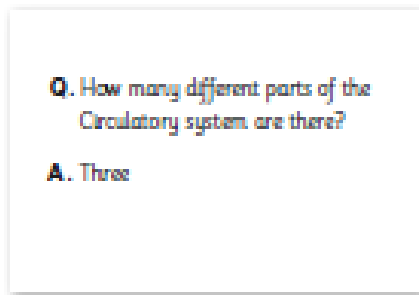 Q. How many different parts of the
Circulatory system are there?
A. Three